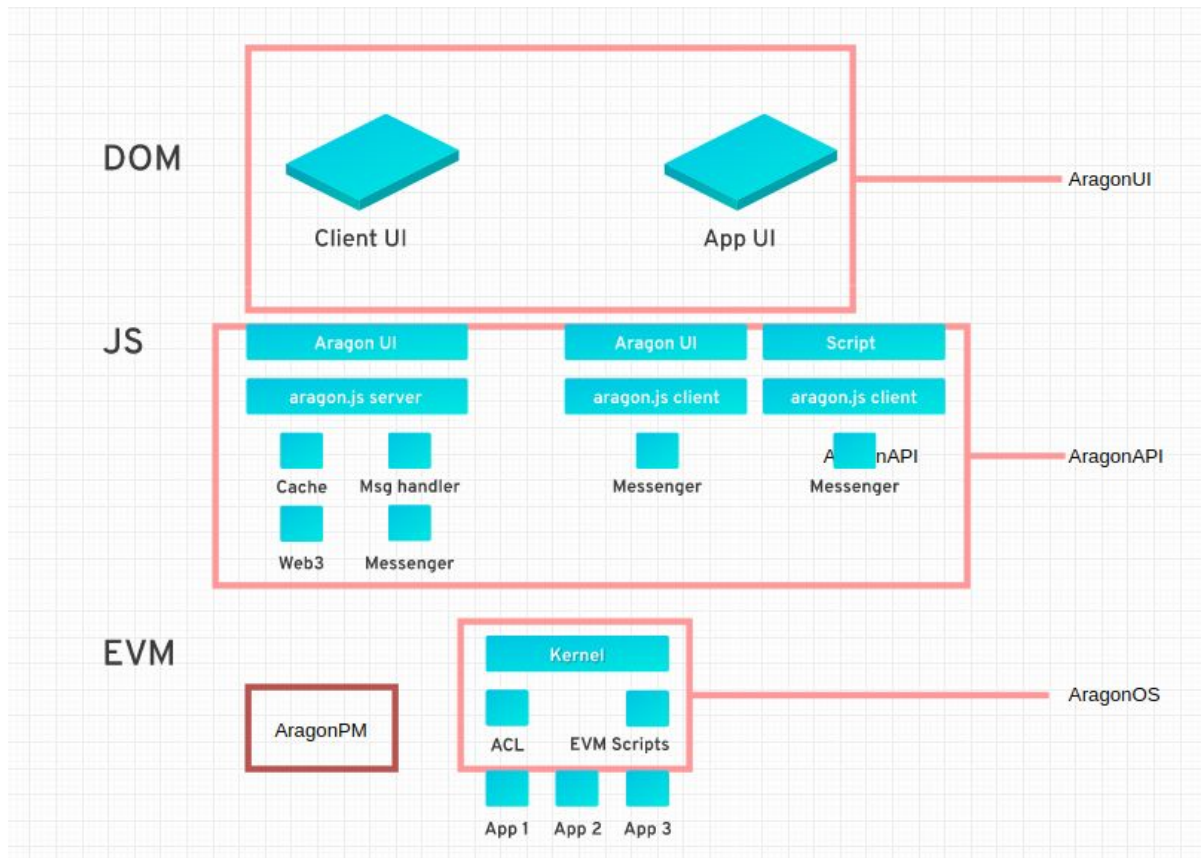 DOM
Client UI
App UI
AragonUI
JS
Aragon UI
Aragon UI
Script
aragon.js server
aragon.js client
aragon.js client
Cache
Msg handler
Messenger
Messenger
Web3
Messenger
AragonAPI
EVM
Kernel
ACL
EVM Scripts
AragonOS
AragonPM
App 1
App 2
App 3